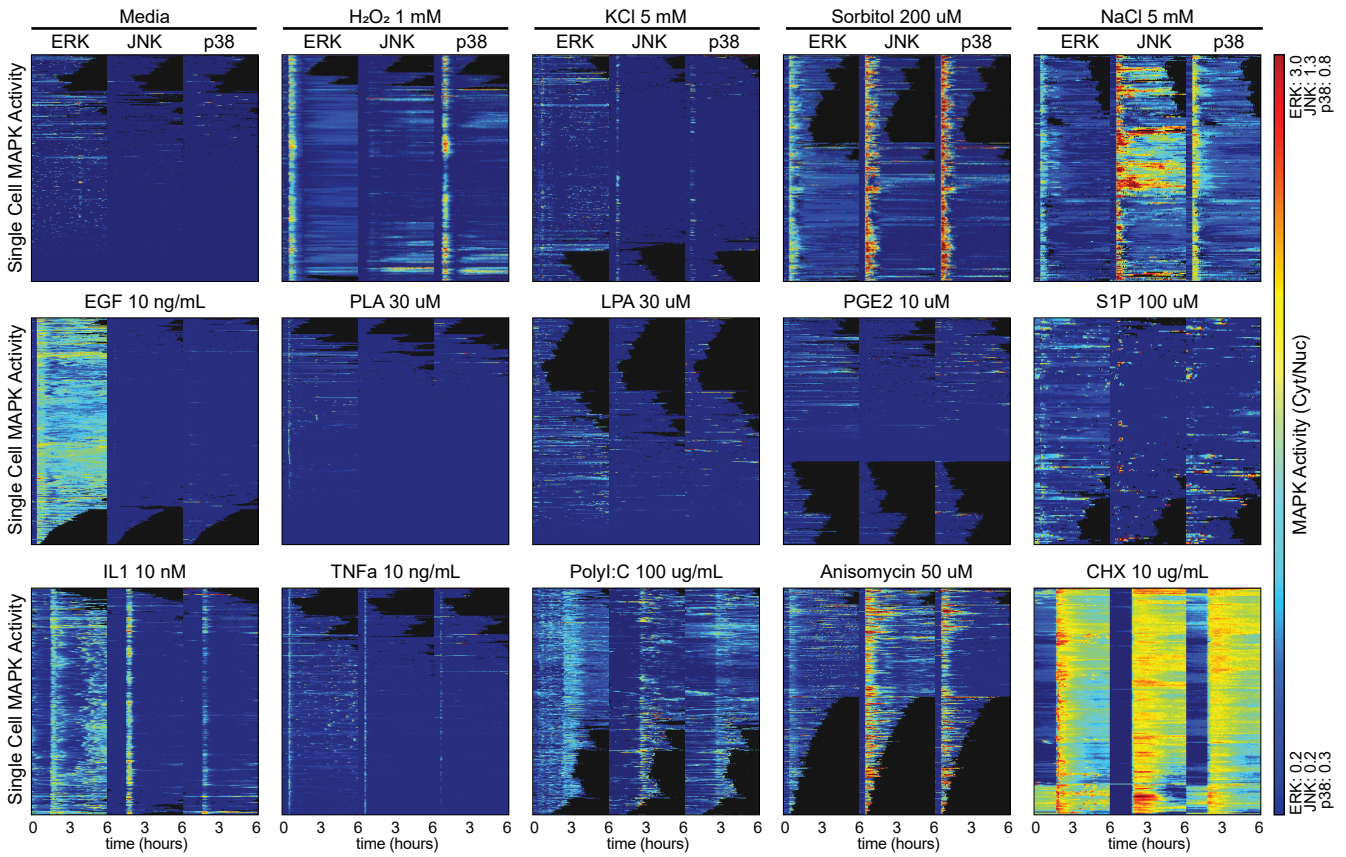 Media H₂O₂ 1 mM KCl 5 mM Sorbitol 200 uM NaCl 5 mM
ERK JNK p38 ERK JNK p38 ERK JNK p38 ERK JNK p38 ERK JNK p38
Single Cell MAPK Activity
ERK: 3.0
JNK: 1.3
p38: 0.8
EGF 10 ng/mL PLA 30 uM LPA 30 uM PGE2 10 uM S1P 100 uM
Single Cell MAPK Activity
MAPK Activity (Cyt/Nuc)
IL1 10 nM TNFa 10 ng/mL PolyI:C 100 ug/mL Anisomycin 50 uM CHX 10 ug/mL
Single Cell MAPK Activity
ERK: 0.2
JNK: 0.2
p38: 0.3
0 3 6 3 6 3 6 0 3 6 3 6 3 6 0 3 6 3 6 3 6 3 6 3 6 3 6 3 6 3 6 3 6
time (hours) time (hours) time (hours) time (hours) time (hours)